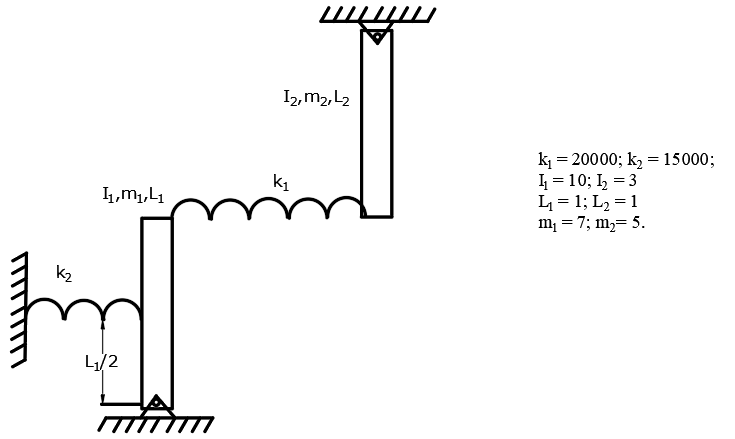 I₂,m₂,L₂
k₁ = 20000; k₂ = 15000;
I₁ = 10; I₂ = 3
L₁ = 1; L₂ = 1
m₁ = 7; m₂= 5.
k₁
I₁,m₁,L₁
k₂
L₁/2